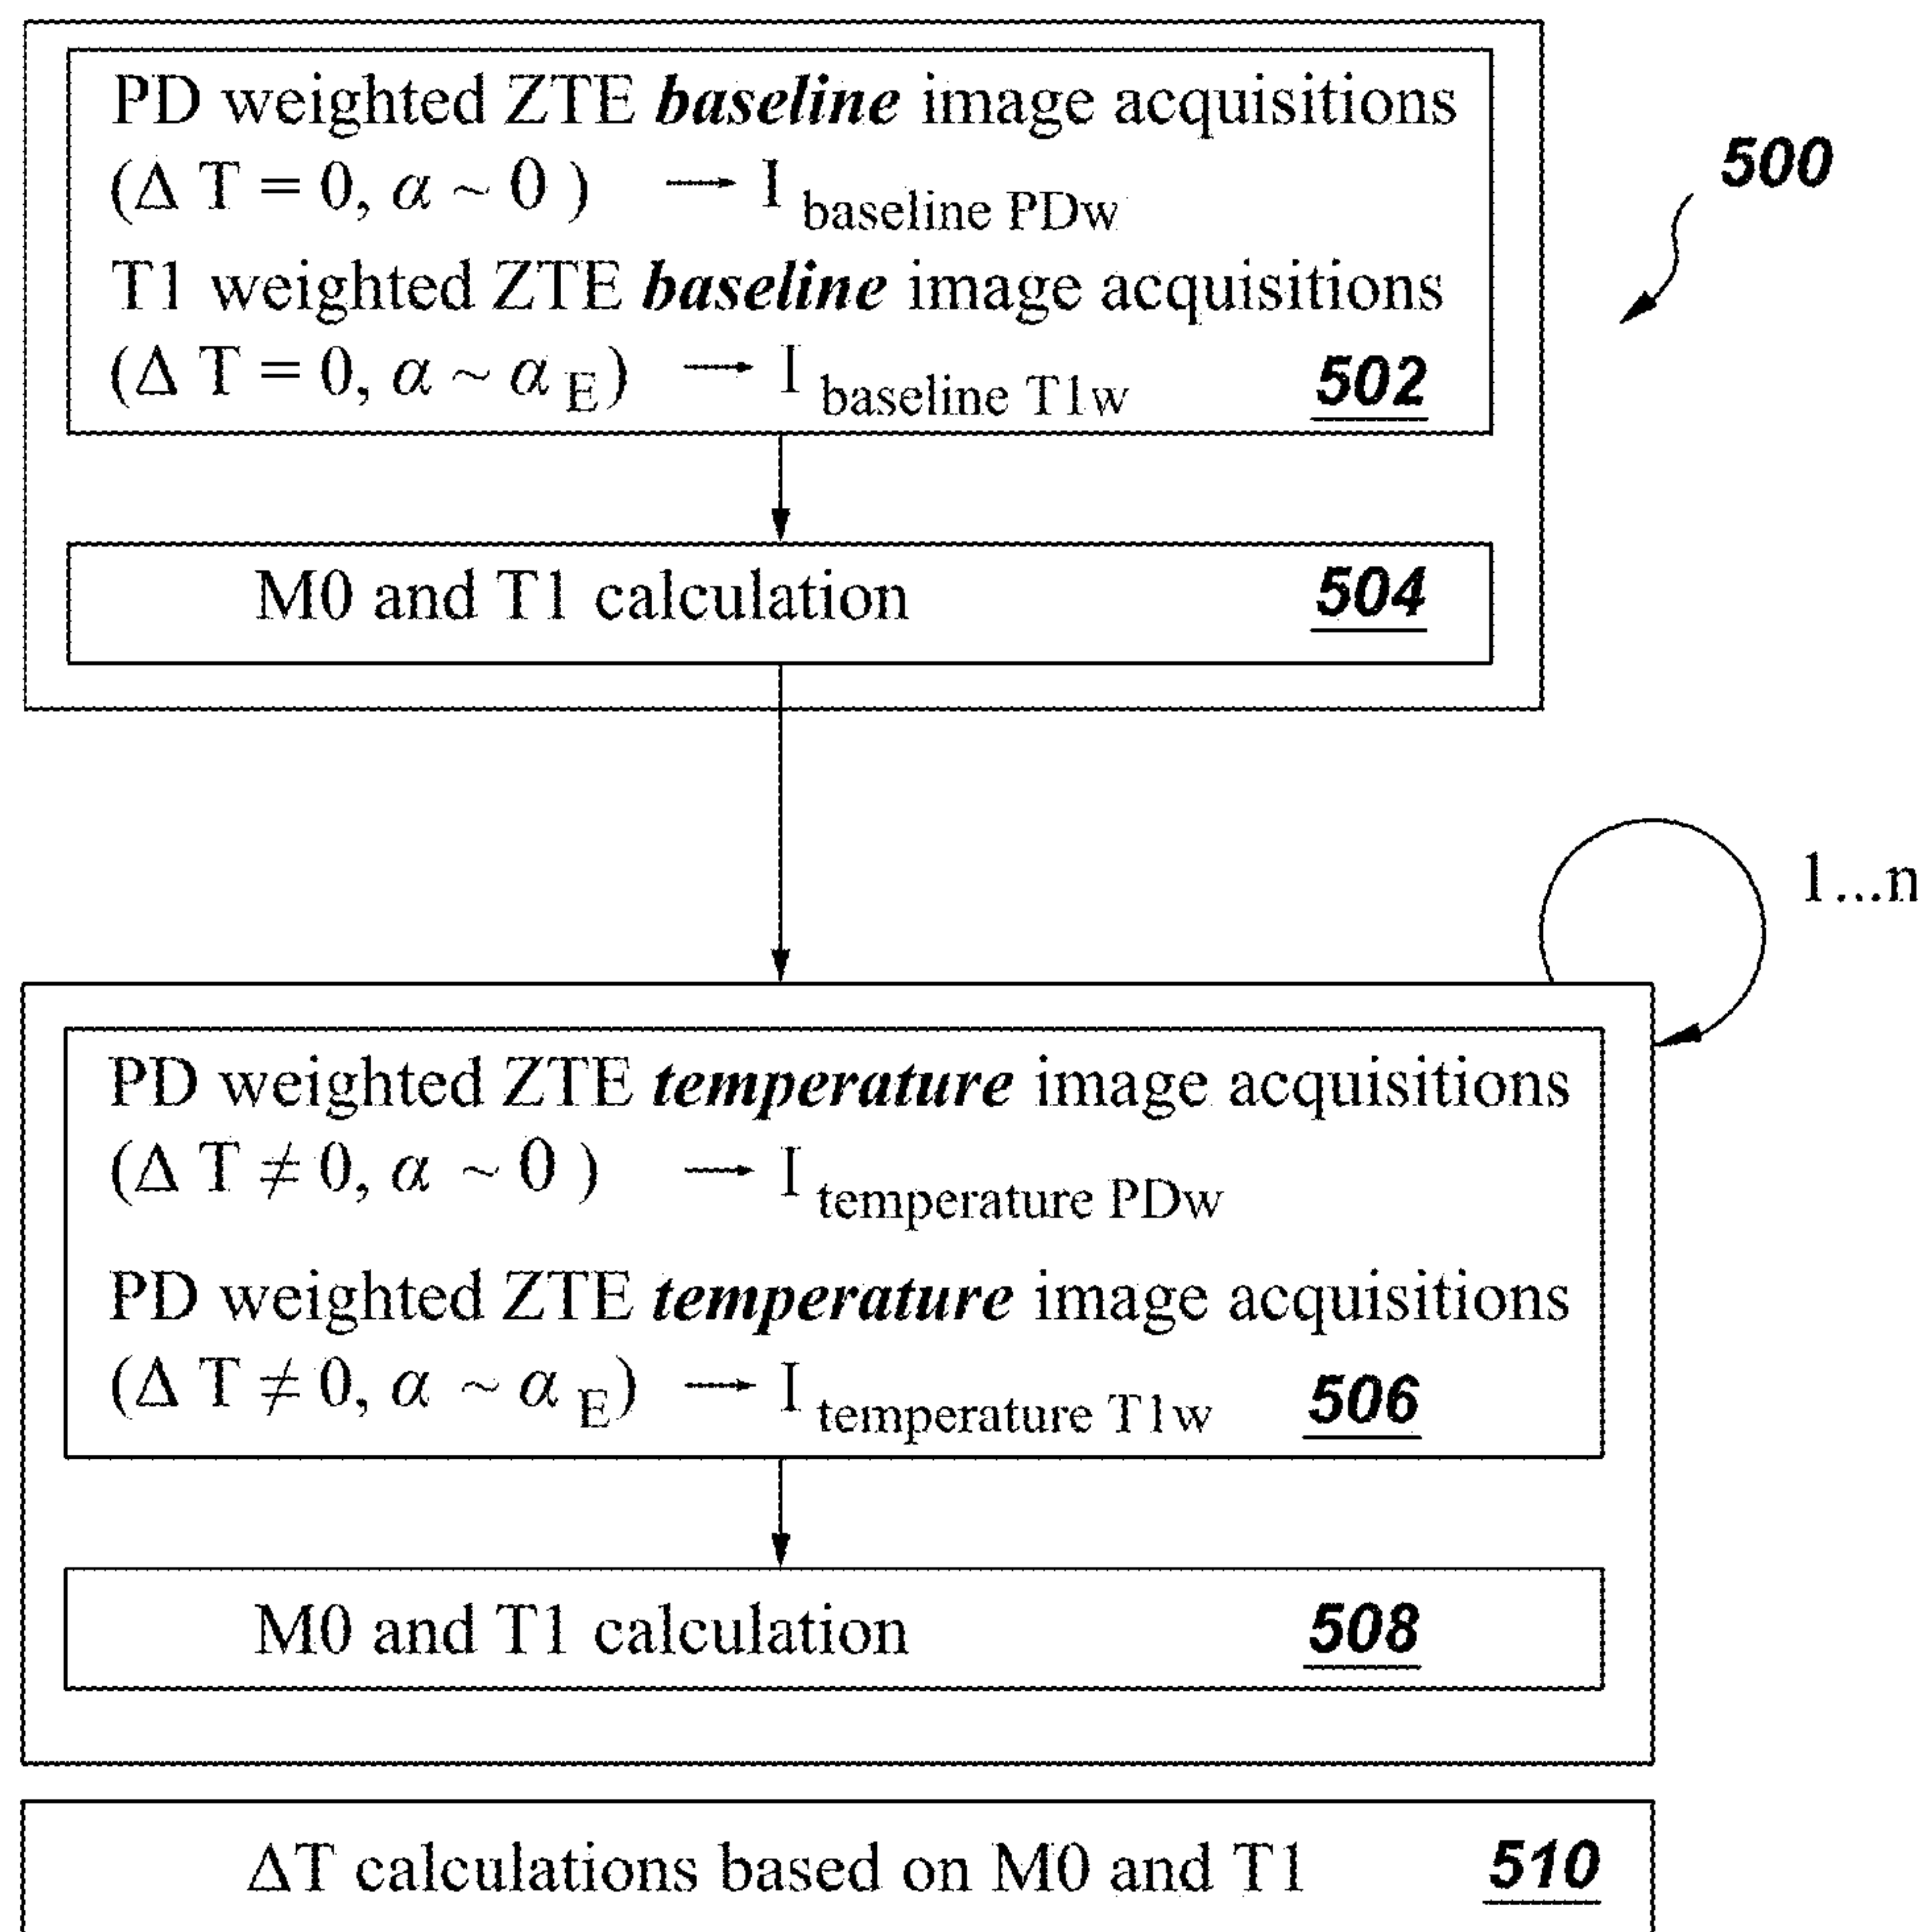 PD weighted ZTE baseline image acquisitions
(Δ T = 0, α ~ 0 ) → I baseline PDw
500
T1 weighted ZTE baseline image acquisitions
(Δ T = 0, α ~ α E) → I baseline T1w
502
M0 and T1 calculation
504
1...n
PD weighted ZTE temperature image acquisitions
(Δ T ≠ 0, α ~ 0 ) → I temperature PDw
PD weighted ZTE temperature image acquisitions
(Δ T ≠ 0, α ~ α E) → I temperature T1w
506
M0 and T1 calculation
508
ΔT calculations based on M0 and T1
510